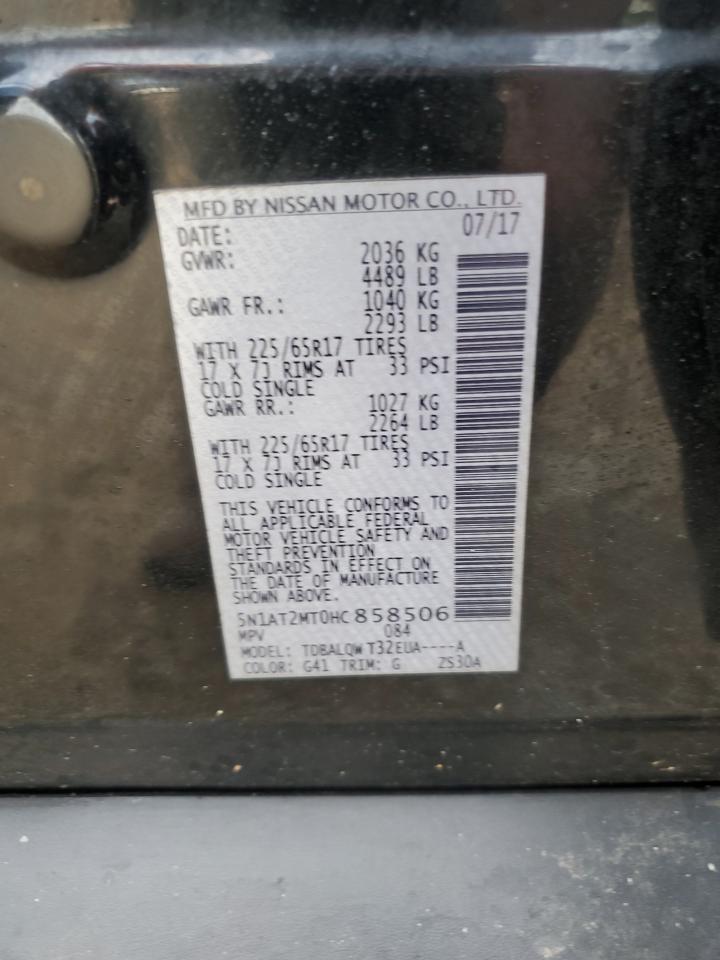 MFD BY NISSAN MOTOR CO., LTD.
DATE: 07/17
GVWR: 2036 KG
4489 LB
GAWR FR.: 1040 KG
2293 LB
WITH 225/65R17 TIRES
17 X 7J RIMS AT 33 PSI
COLD SINGLE
GAWR RR.: 1027 KG
2264 LB
WITH 225/65R17 TIRES
17 X 7J RIMS AT 33 PSI
COLD SINGLE
THIS VEHICLE CONFORMS TO
ALL APPLICABLE FEDERAL
MOTOR VEHICLE SAFETY AND
THEFT PREVENTION
STANDARDS IN EFFECT ON
THE DATE OF MANUFACTURE
SHOWN ABOVE.
5N1AT2MT0HC858506
MPV 084
MODEL: TDBALQW T32EUA----A
COLOR: G41 TRIM: G ZS30A